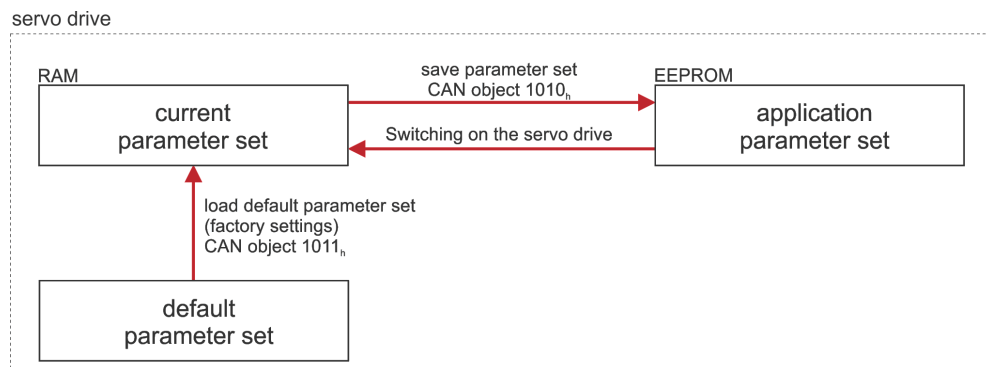 servo drive
RAM
current
parameter set
save parameter set
CAN object 1010h
Switching on the servo drive
EEPROM
application
parameter set
load default parameter set
(factory settings)
CAN object 1011h
default
parameter set